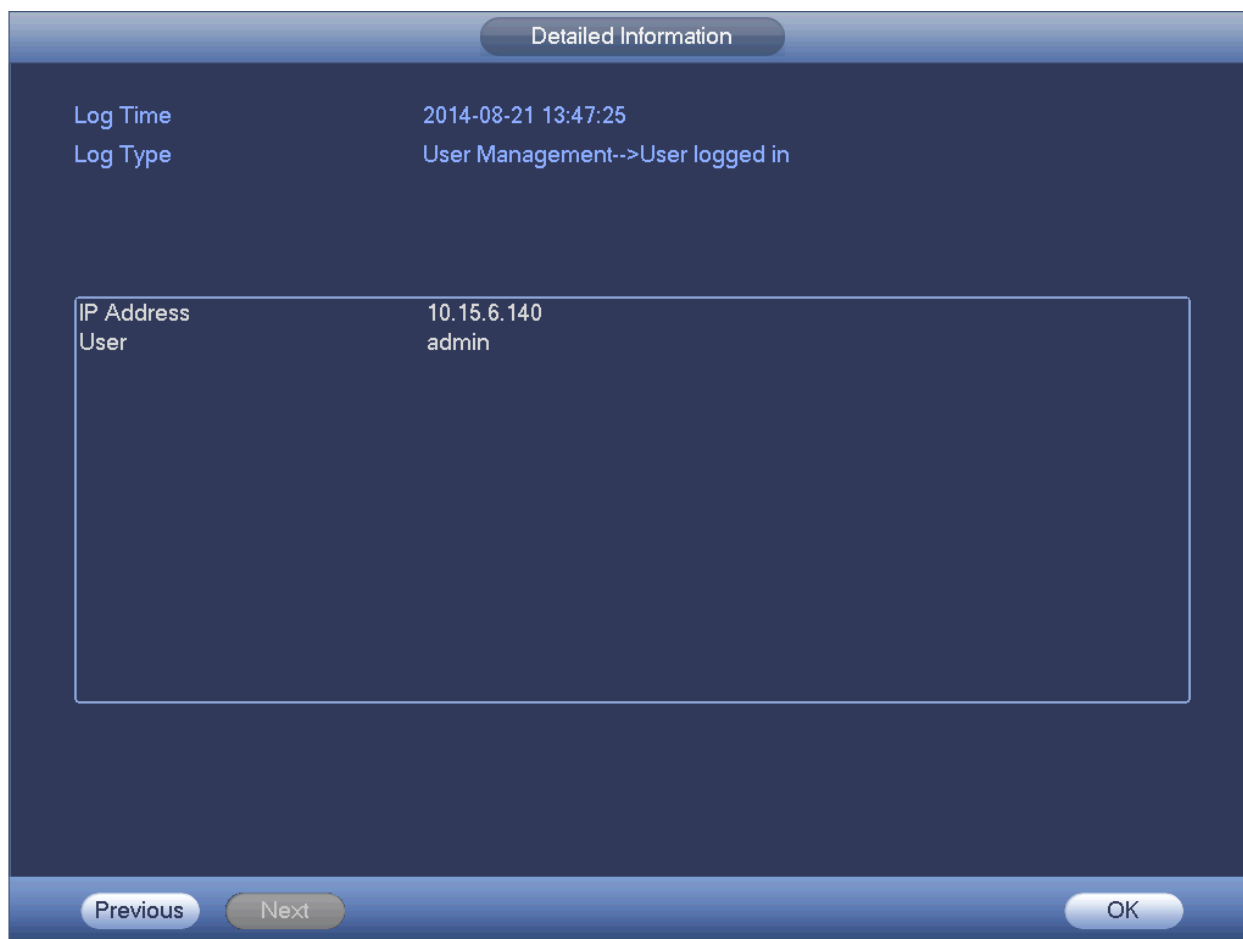 Detailed Information
Log Time 2014-08-21 13:47:25
Log Type User Management-->User logged in
IP Address 10.15.6.140
User admin
Previous Next OK